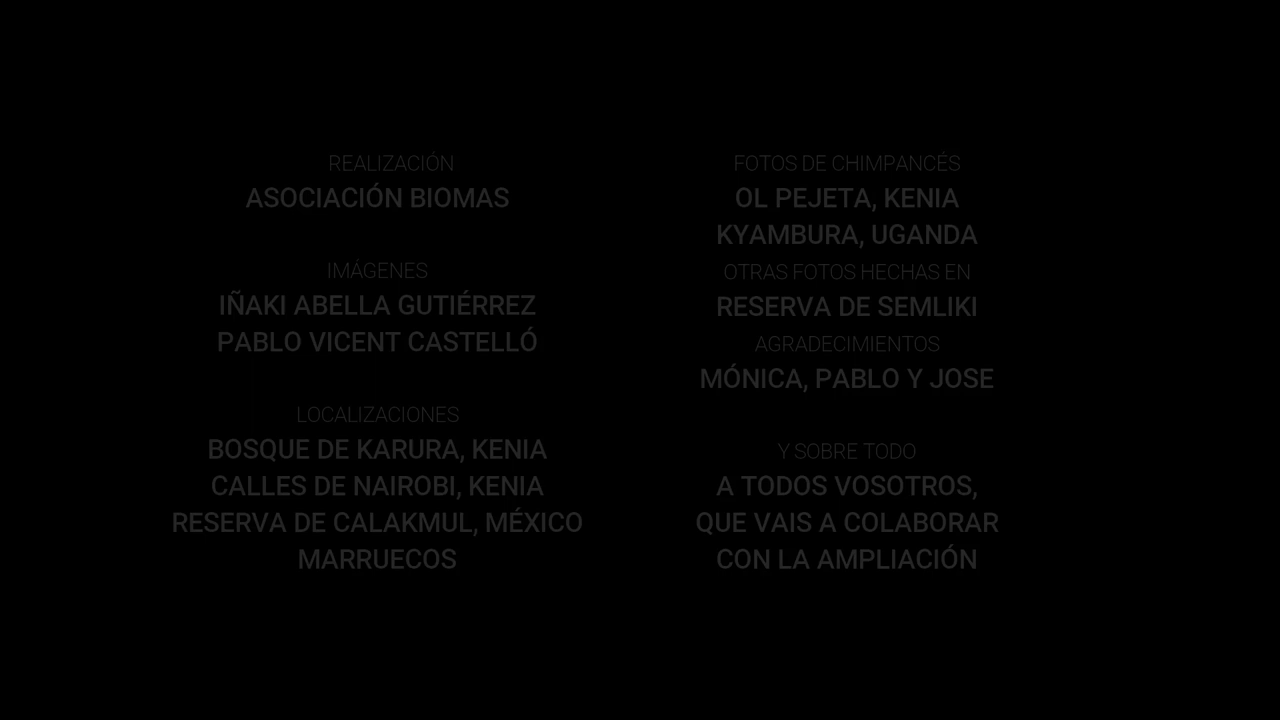 REALIZACIÓN
ASOCIACIÓN BIOMAS
IMÁGENES
IÑAKI ABELLA GUTIÉRREZ
PABLO VICENT CASTELLÓ
LOCALIZACIONES
BOSQUE DE KARURA, KENIA
CALLES DE NAIROBI, KENIA
RESERVA DE CALAKMUL, MÉXICO
MARRUECOS
FOTOS DE CHIMPANCÉS
OL PEJETA, KENIA
KYAMBURA, UGANDA
OTRAS FOTOS HECHAS EN
RESERVA DE SEMLIKI
AGRADECIMIENTOS
MÓNICA, PABLO Y JOSE
Y SOBRE TODO
A TODOS VOSOTROS,
QUE VAIS A COLABORAR
CON LA AMPLIACIÓN